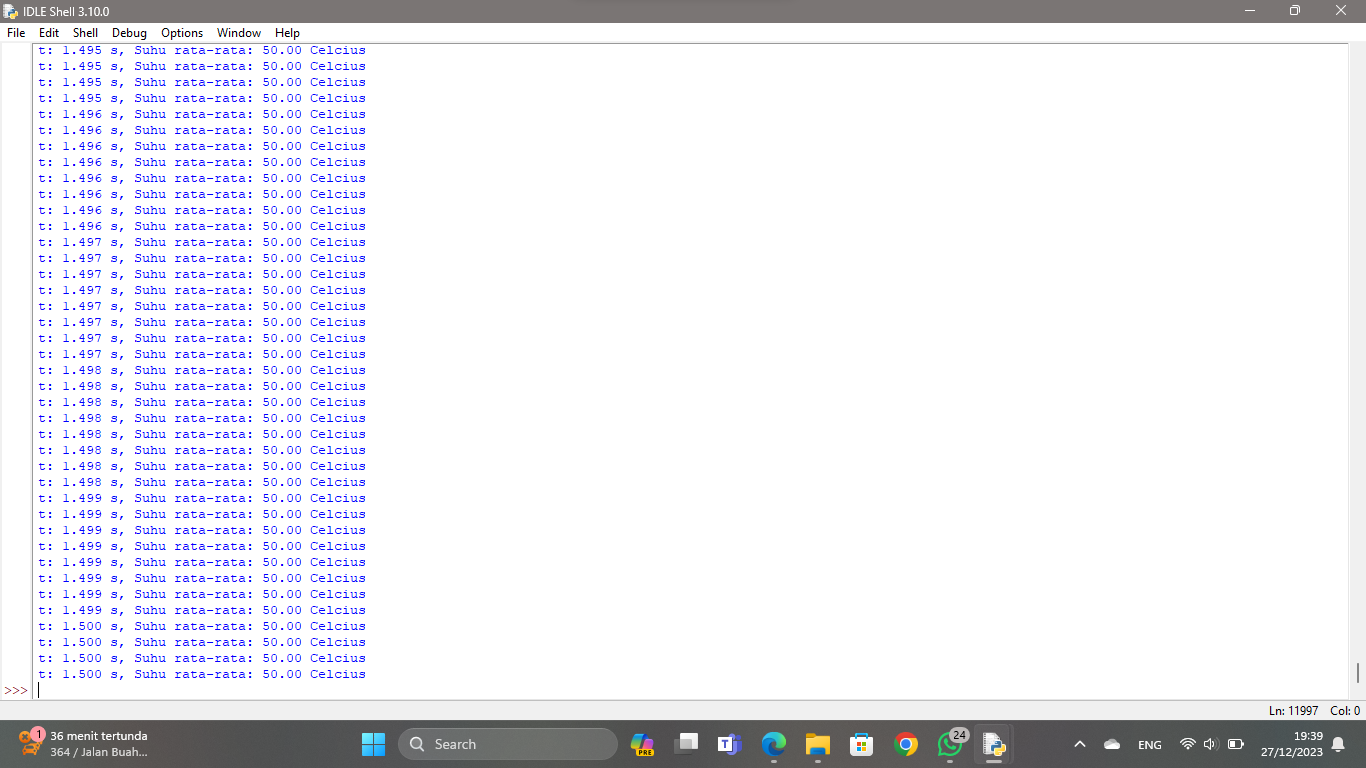 IDLE Shell 3.10.0
File Edit Shell Debug Options Window Help
t: 1.495 s, Suhu rata-rata: 50.00 Celcius
t: 1.495 s, Suhu rata-rata: 50.00 Celcius
t: 1.495 s, Suhu rata-rata: 50.00 Celcius
t: 1.495 s, Suhu rata-rata: 50.00 Celcius
t: 1.496 s, Suhu rata-rata: 50.00 Celcius
t: 1.496 s, Suhu rata-rata: 50.00 Celcius
t: 1.496 s, Suhu rata-rata: 50.00 Celcius
t: 1.496 s, Suhu rata-rata: 50.00 Celcius
t: 1.496 s, Suhu rata-rata: 50.00 Celcius
t: 1.496 s, Suhu rata-rata: 50.00 Celcius
t: 1.496 s, Suhu rata-rata: 50.00 Celcius
t: 1.496 s, Suhu rata-rata: 50.00 Celcius
t: 1.497 s, Suhu rata-rata: 50.00 Celcius
t: 1.497 s, Suhu rata-rata: 50.00 Celcius
t: 1.497 s, Suhu rata-rata: 50.00 Celcius
t: 1.497 s, Suhu rata-rata: 50.00 Celcius
t: 1.497 s, Suhu rata-rata: 50.00 Celcius
t: 1.497 s, Suhu rata-rata: 50.00 Celcius
t: 1.497 s, Suhu rata-rata: 50.00 Celcius
t: 1.497 s, Suhu rata-rata: 50.00 Celcius
t: 1.498 s, Suhu rata-rata: 50.00 Celcius
t: 1.498 s, Suhu rata-rata: 50.00 Celcius
t: 1.498 s, Suhu rata-rata: 50.00 Celcius
t: 1.498 s, Suhu rata-rata: 50.00 Celcius
t: 1.498 s, Suhu rata-rata: 50.00 Celcius
t: 1.498 s, Suhu rata-rata: 50.00 Celcius
t: 1.498 s, Suhu rata-rata: 50.00 Celcius
t: 1.498 s, Suhu rata-rata: 50.00 Celcius
t: 1.499 s, Suhu rata-rata: 50.00 Celcius
t: 1.499 s, Suhu rata-rata: 50.00 Celcius
t: 1.499 s, Suhu rata-rata: 50.00 Celcius
t: 1.499 s, Suhu rata-rata: 50.00 Celcius
t: 1.499 s, Suhu rata-rata: 50.00 Celcius
t: 1.499 s, Suhu rata-rata: 50.00 Celcius
t: 1.499 s, Suhu rata-rata: 50.00 Celcius
t: 1.499 s, Suhu rata-rata: 50.00 Celcius
t: 1.500 s, Suhu rata-rata: 50.00 Celcius
t: 1.500 s, Suhu rata-rata: 50.00 Celcius
t: 1.500 s, Suhu rata-rata: 50.00 Celcius
t: 1.500 s, Suhu rata-rata: 50.00 Celcius
>>>
Ln: 11997 Col: 0
1
36 menit tertunda
364 / Jalan Buah...
Search
PRE
24
ENG
19:39
27/12/2023